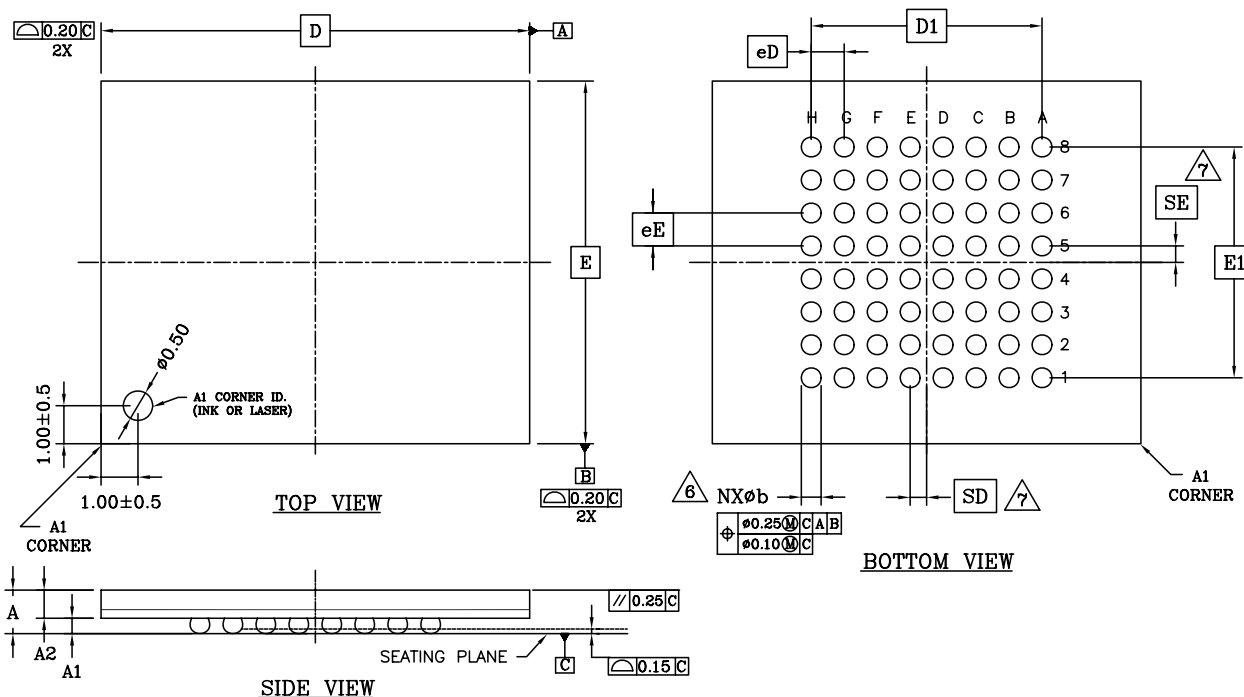 ⌓ 0.20 C
2X
D
A
E
ø0.50
A1 CORNER ID.
(INK OR LASER)
1.00±0.5
1.00±0.5
A1
CORNER
TOP VIEW
B
⌓ 0.20 C
2X
D1
eD
H G F E D C B A
8
7
6
5
4
3
2
1
7
SE
eE
E1
6 NXøb
SD 7
⌖ ø0.25 Ⓜ C A B
ø0.10 Ⓜ C
A1
CORNER
BOTTOM VIEW
A
A2
A1
// 0.25 C
SEATING PLANE
C
⌓ 0.15 C
SIDE VIEW